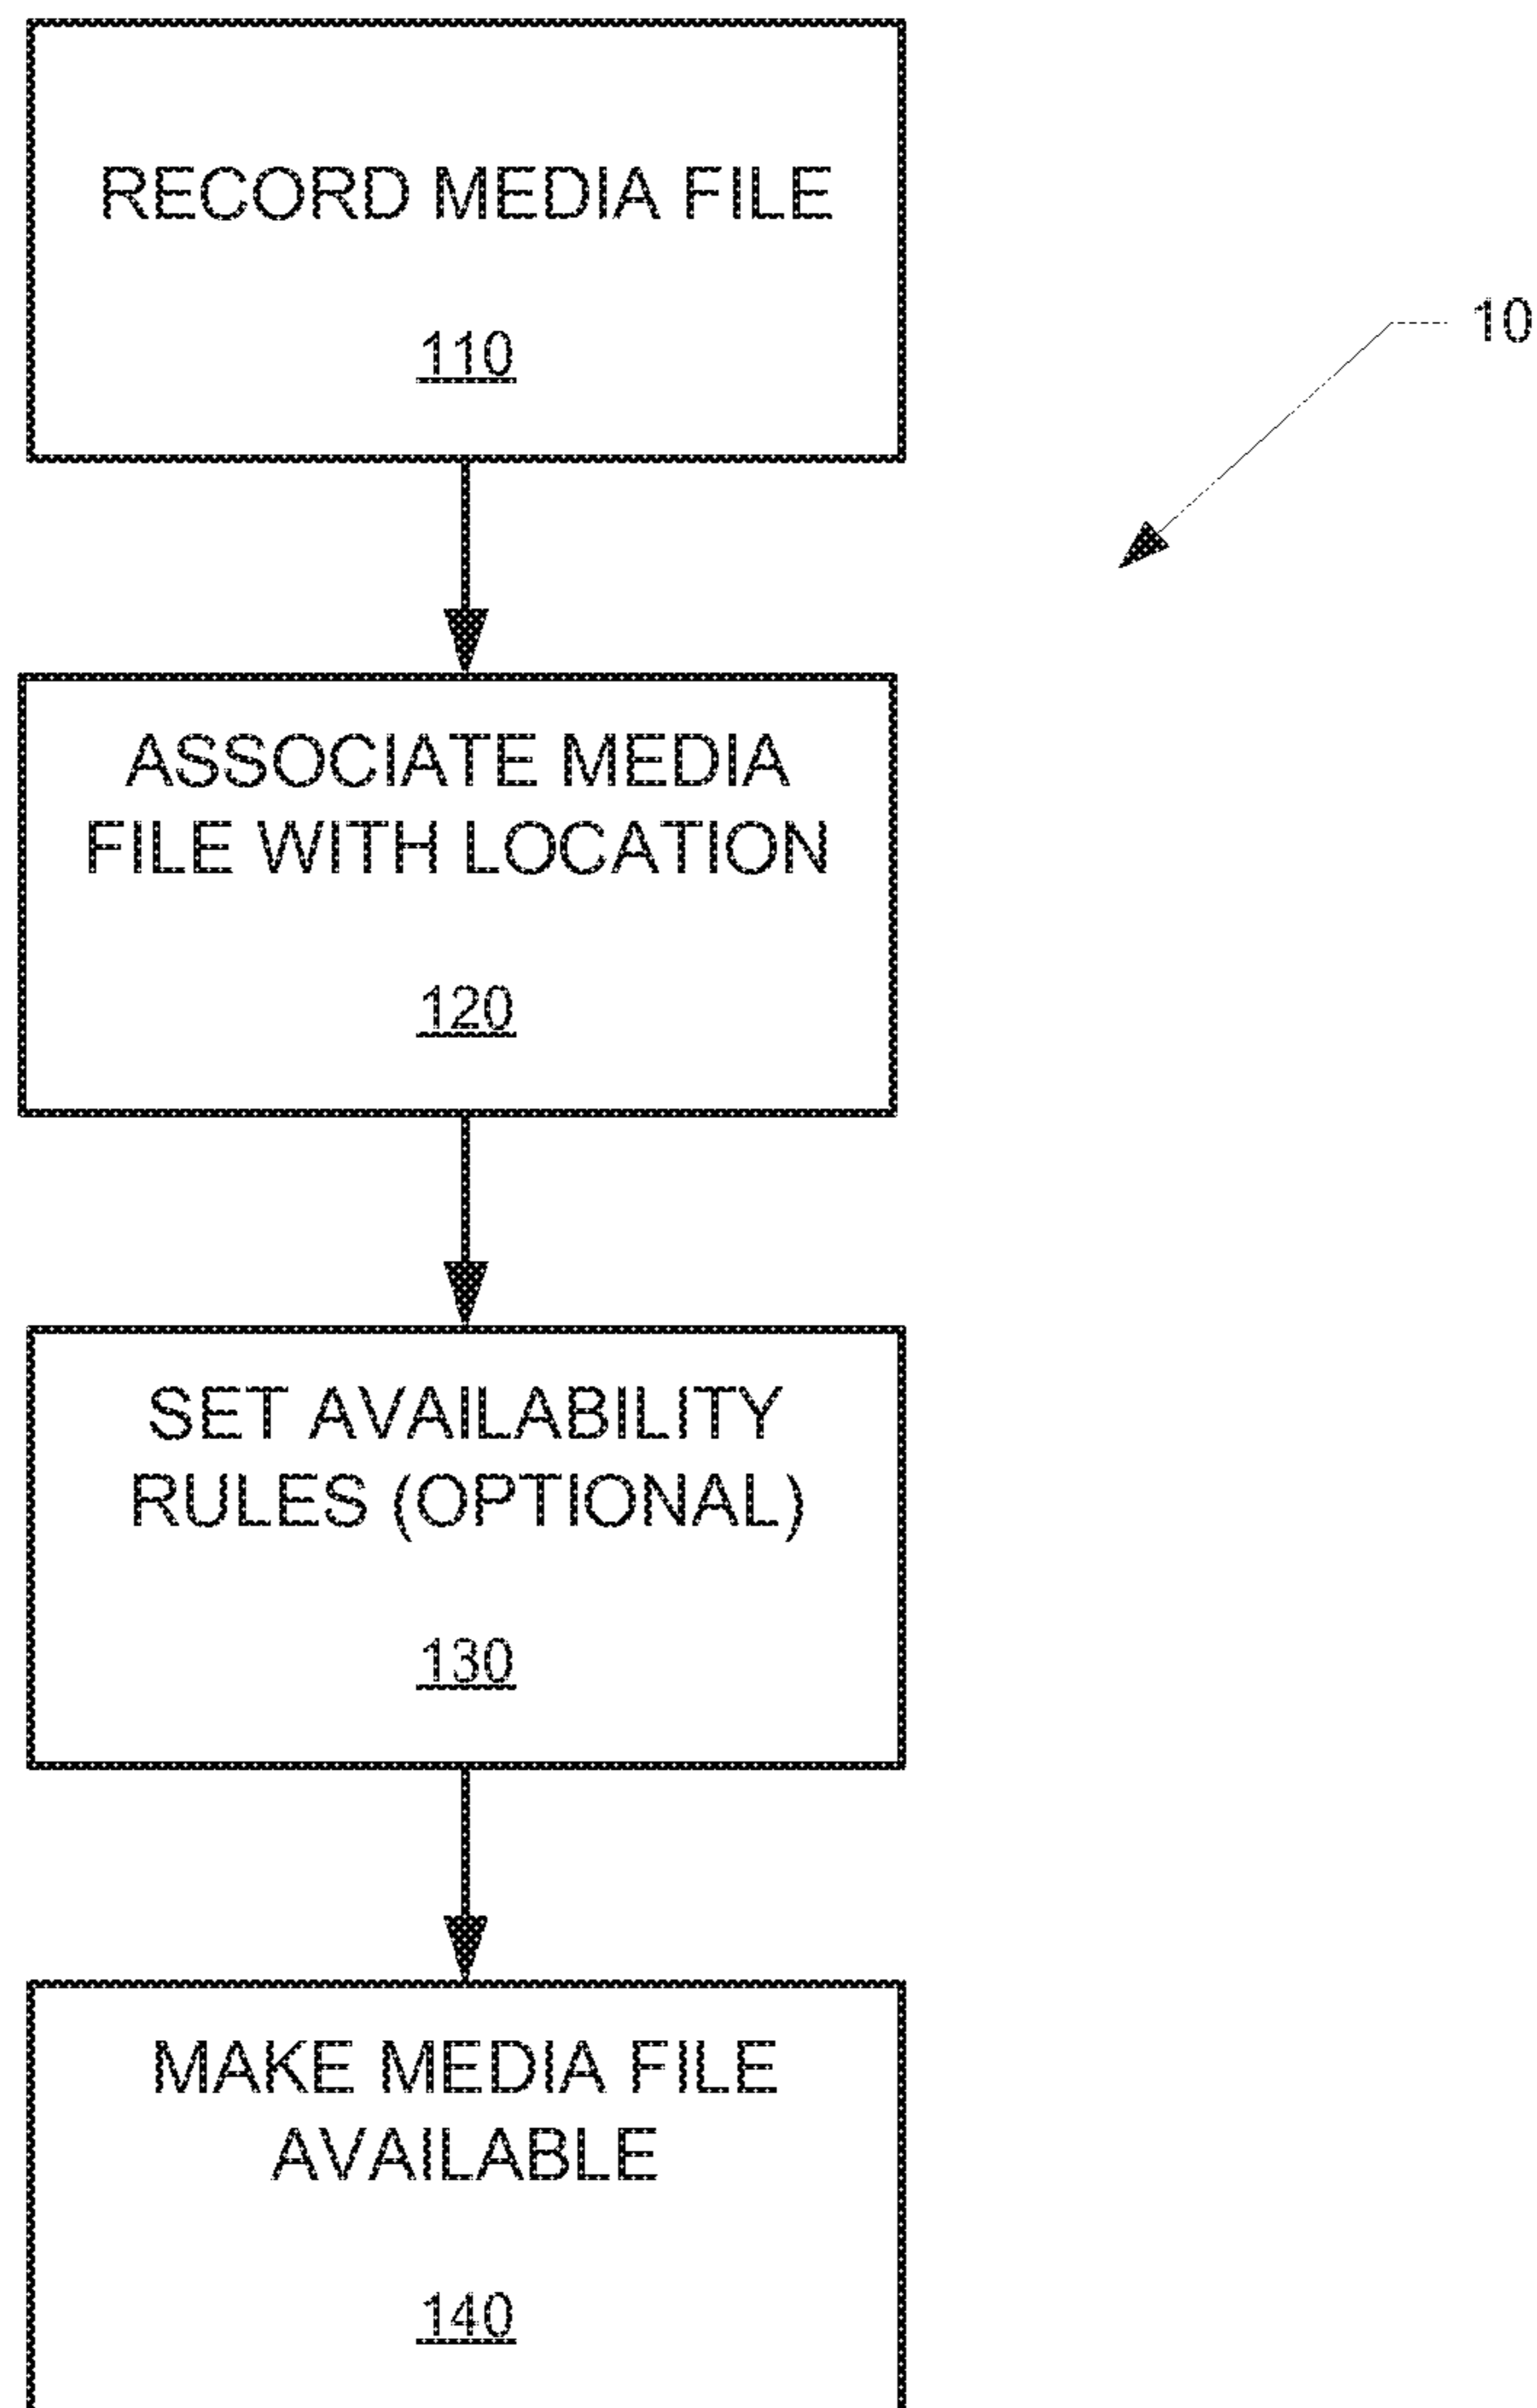 RECORD MEDIA FILE
110
10
ASSOCIATE MEDIA
FILE WITH LOCATION
120
SET AVAILABILITY
RULES (OPTIONAL)
130
MAKE MEDIA FILE
AVAILABLE
140